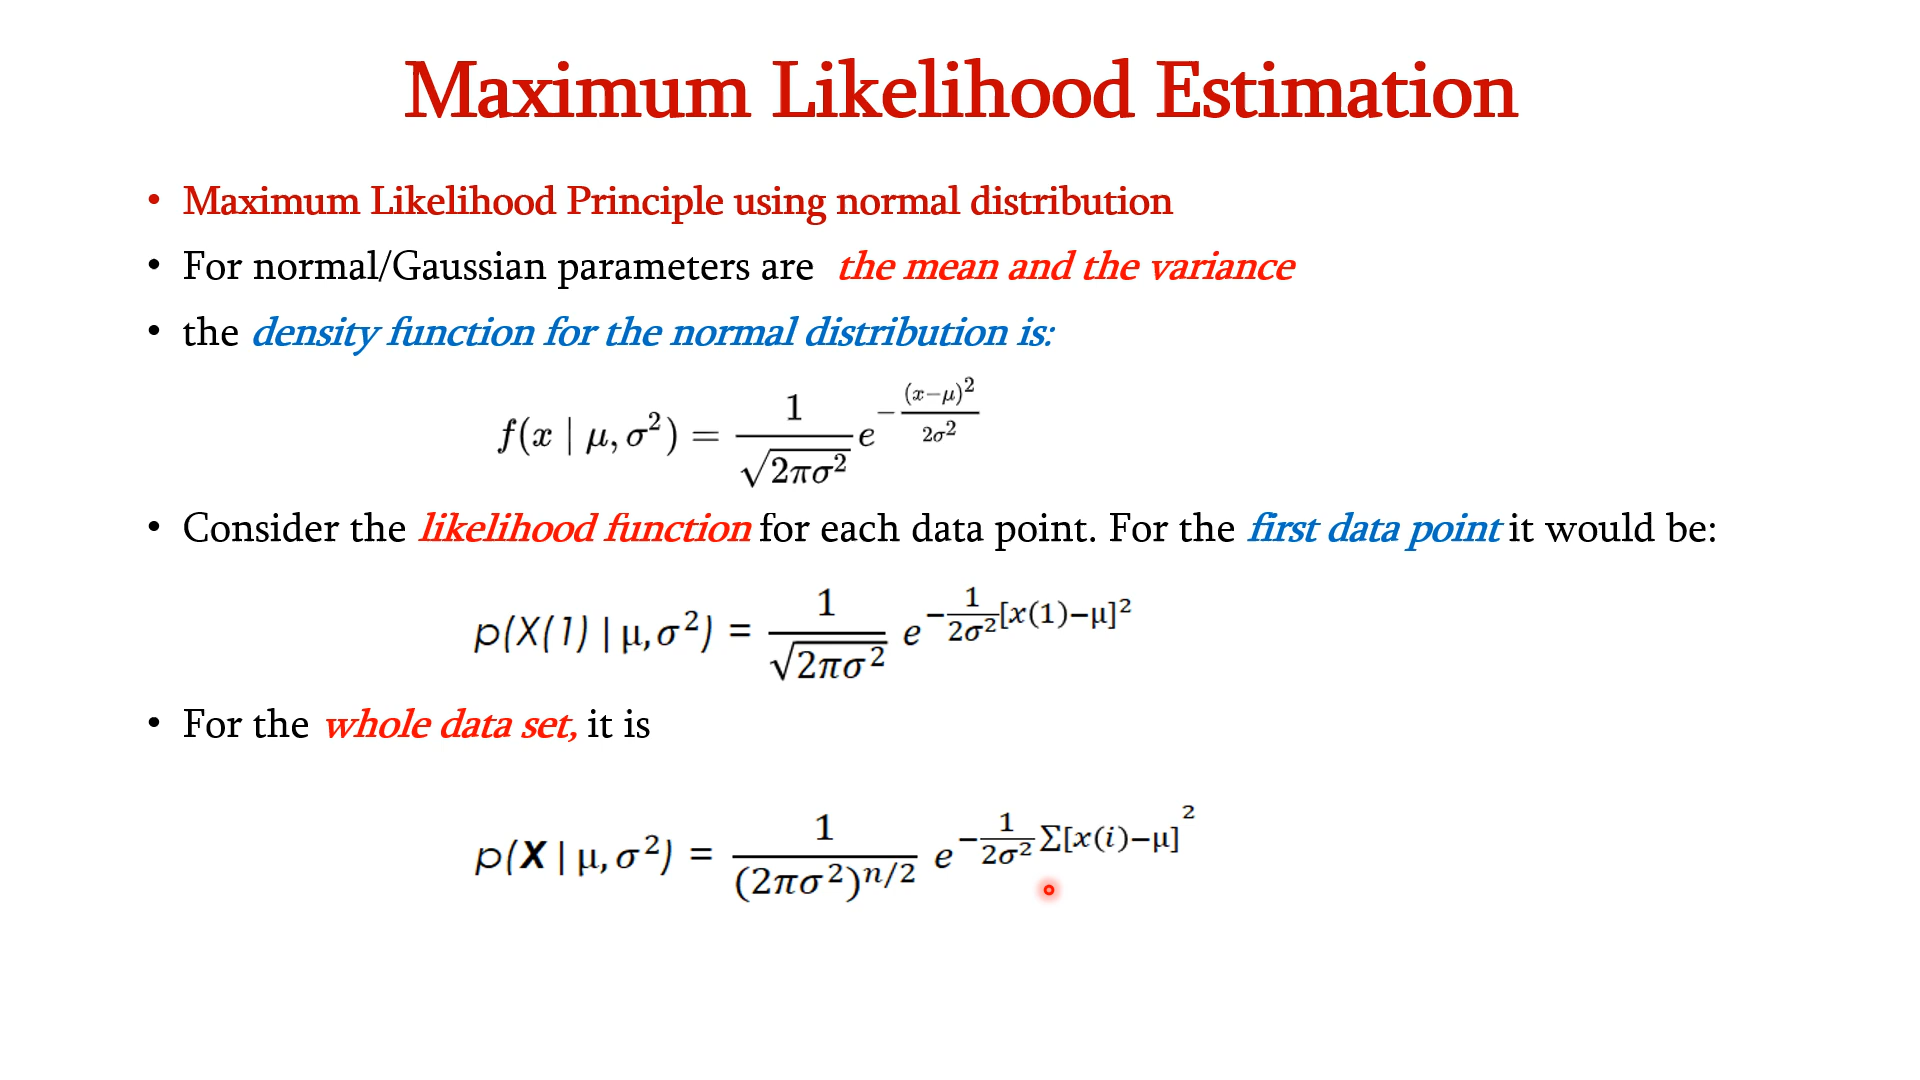 Maximum Likelihood Estimation
• Maximum Likelihood Principle using normal distribution
• For normal/Gaussian parameters are the mean and the variance
• the density function for the normal distribution is:
f(x | μ, σ²) = 1/√(2πσ²) e^(−(x−μ)²/(2σ²))
• Consider the likelihood function for each data point. For the first data point it would be:
p(X(1) | μ, σ²) = 1/√(2πσ²) e^(−1/(2σ²)[x(1)−μ]²)
• For the whole data set, it is
p(X | μ, σ²) = 1/(2πσ²)^(n/2) e^(−1/(2σ²) Σ[x(i)−μ]²)